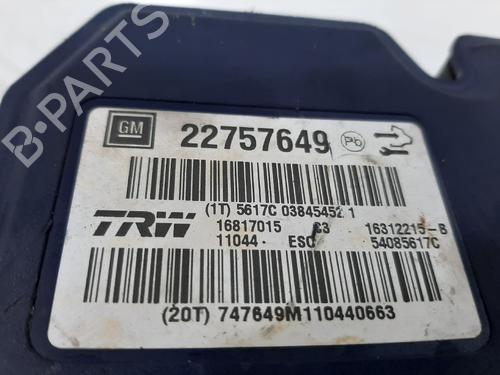 B-PARTS
GM 22757649 Pb
(1T) 5617C 03845452 1
TRW
16817015 C3 16312215-B
11044 ESC 54085617C
(20T) 747649M110440663